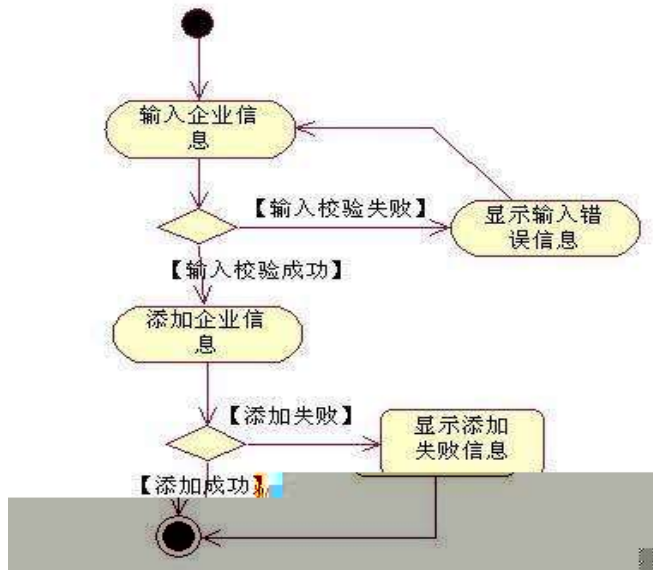 输入企业信
息
【输入校验失败】
显示输入错
误信息
【输入校验成功】
添加企业信
息
【添加失败】
显示添加
失败信息
【添加成功】